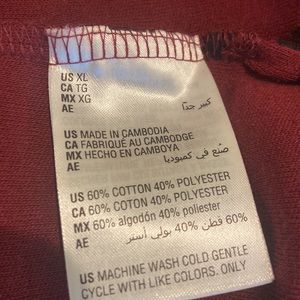 US XL
CA TG
MX XG
AE كبير جدًا
US MADE IN CAMBODIA
CA FABRIQUÉ AU CAMBODGE
MX HECHO EN CAMBOYA
AE صنع في كمبوديا
US 60% COTTON 40% POLYESTER
CA 60% COTON 40% POLYESTER
MX 60% algodón 40% poliester
AE 60% قطن 40% بولي أستر
US MACHINE WASH COLD GENTLE
CYCLE WITH LIKE COLORS. ONLY